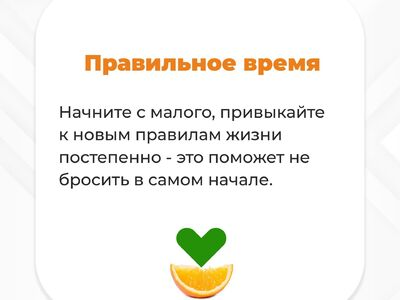 Правильное время
Начните с малого, привыкайте
к новым правилам жизни
постепенно - это поможет не
бросить в самом начале.